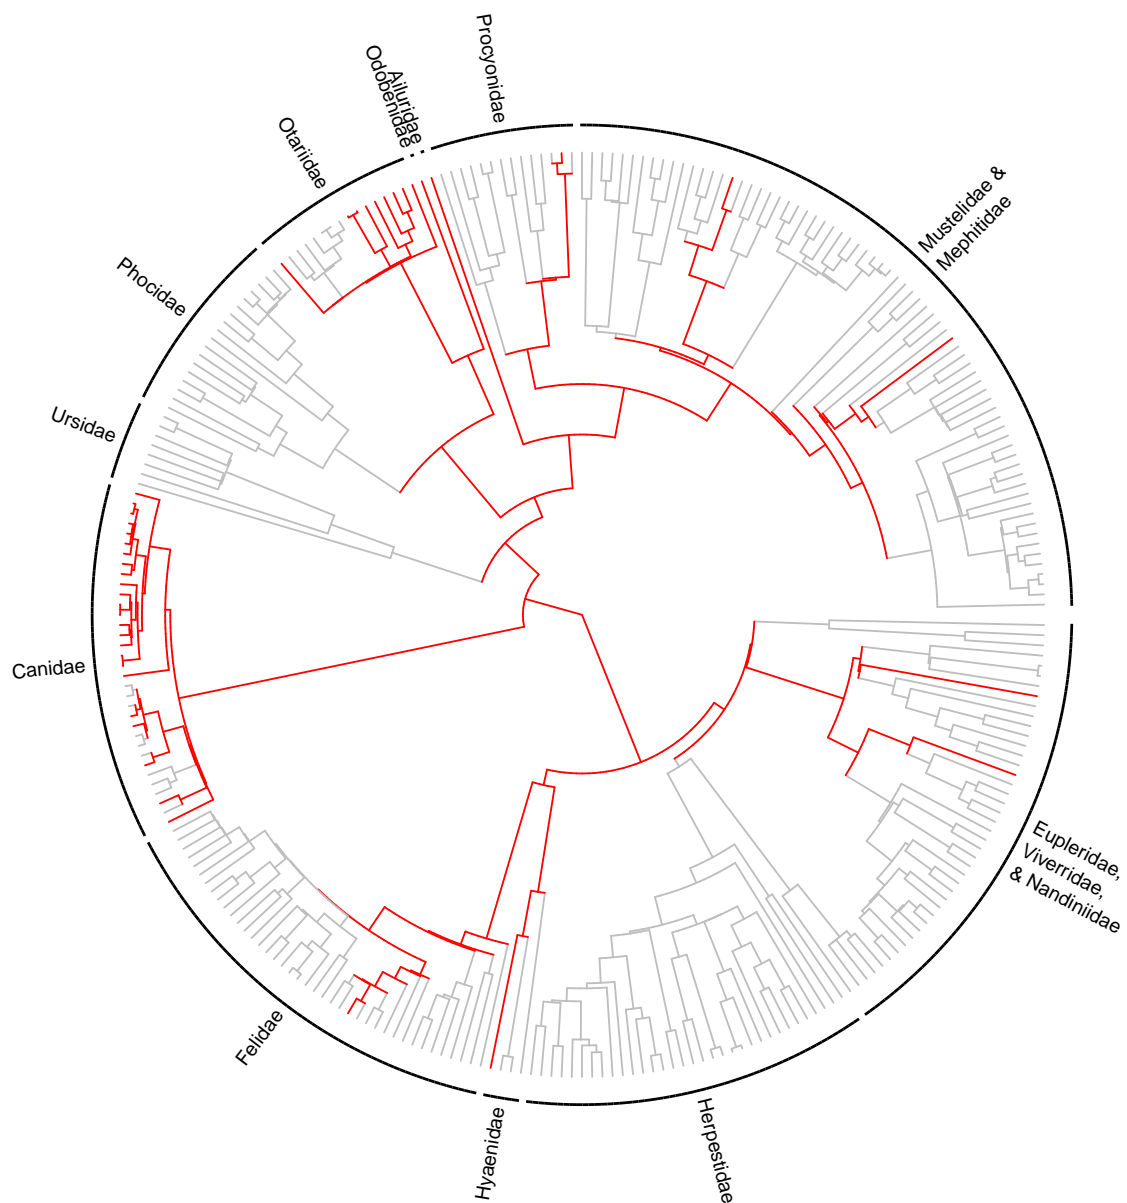 Procyonidae
Ailuridae
Odobenidae
Otariidae
Mustelidae &
Mephitidae
Phocidae
Ursidae
Canidae
Eupleridae,
Viverridae,
& Nandiniidae
Felidae
Hyaenidae
Herpestidae